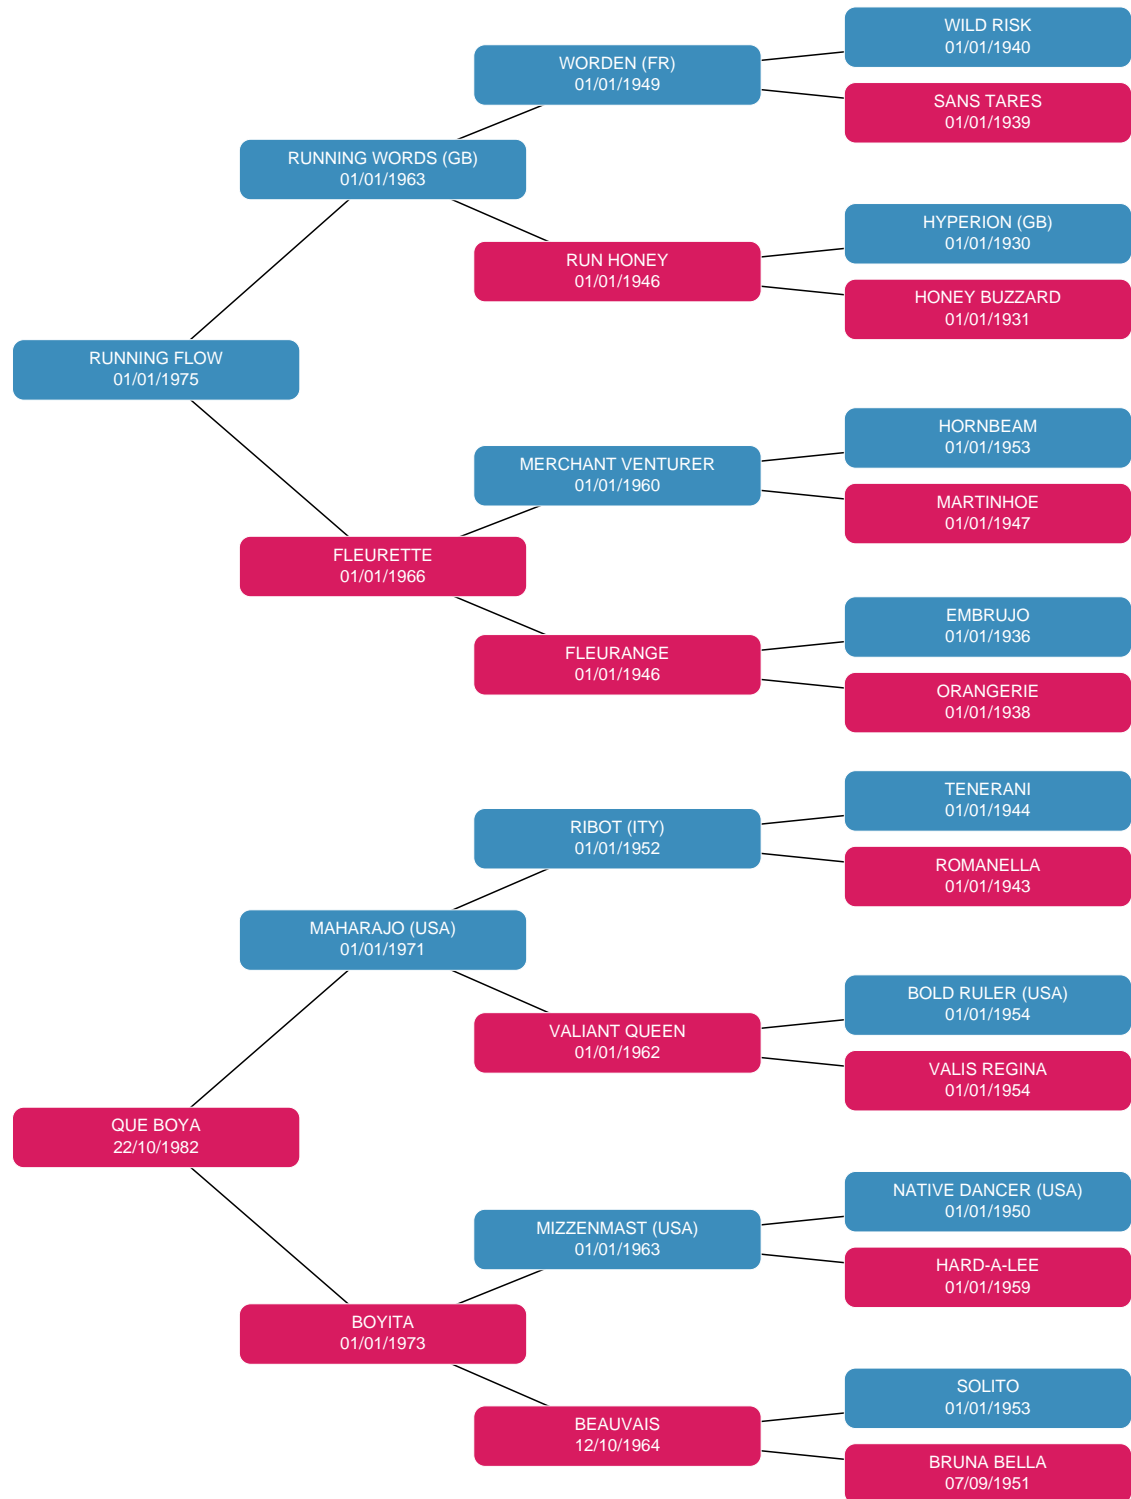 WILD RISK
01/01/1940
WORDEN (FR)
01/01/1949
SANS TARES
01/01/1939
RUNNING WORDS (GB)
01/01/1963
HYPERION (GB)
01/01/1930
RUN HONEY
01/01/1946
HONEY BUZZARD
01/01/1931
RUNNING FLOW
01/01/1975
HORNBEAM
01/01/1953
MERCHANT VENTURER
01/01/1960
MARTINHOE
01/01/1947
FLEURETTE
01/01/1966
EMBRUJO
01/01/1936
FLEURANGE
01/01/1946
ORANGERIE
01/01/1938
TENERANI
01/01/1944
RIBOT (ITY)
01/01/1952
ROMANELLA
01/01/1943
MAHARAJO (USA)
01/01/1971
BOLD RULER (USA)
01/01/1954
VALIANT QUEEN
01/01/1962
VALIS REGINA
01/01/1954
QUE BOYA
22/10/1982
NATIVE DANCER (USA)
01/01/1950
MIZZENMAST (USA)
01/01/1963
HARD-A-LEE
01/01/1959
BOYITA
01/01/1973
SOLITO
01/01/1953
BEAUVAIS
12/10/1964
BRUNA BELLA
07/09/1951